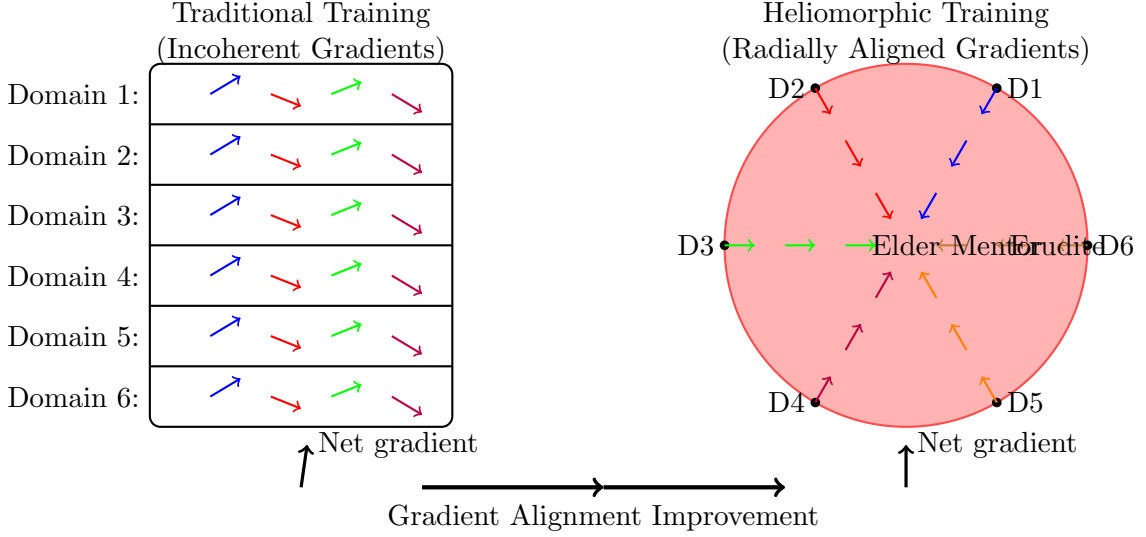 Traditional Training
(Incoherent Gradients)
Domain 1:
Domain 2:
Domain 3:
Domain 4:
Domain 5:
Domain 6:
Net gradient
Heliomorphic Training
(Radially Aligned Gradients)
D2
D1
D3
Elder
Mentor
Erudite
D6
D4
D5
Net gradient
Gradient Alignment Improvement